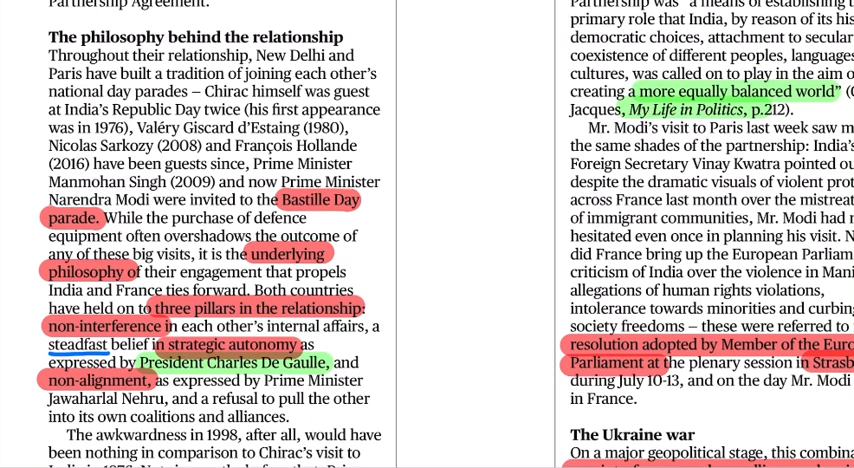 Partnership Agreement.
The philosophy behind the relationship
Throughout their relationship, New Delhi and
Paris have built a tradition of joining each other’s
national day parades – Chirac himself was guest
at India’s Republic Day twice (his first appearance
was in 1976), Valéry Giscard d’Estaing (1980),
Nicolas Sarkozy (2008) and François Hollande
(2016) have been guests since, Prime Minister
Manmohan Singh (2009) and now Prime Minister
Narendra Modi were invited to the Bastille Day
parade. While the purchase of defence
equipment often overshadows the outcome of
any of these big visits, it is the underlying
philosophy of their engagement that propels
India and France ties forward. Both countries
have held on to three pillars in the relationship:
non-interference in each other’s internal affairs, a
steadfast belief in strategic autonomy as
expressed by President Charles De Gaulle, and
non-alignment, as expressed by Prime Minister
Jawaharlal Nehru, and a refusal to pull the other
into its own coalitions and alliances.
The awkwardness in 1998, after all, would have
been nothing in comparison to Chirac’s visit to
Partnership was “a means of establishing
primary role that India, by reason of its his
democratic choices, attachment to secular
coexistence of different peoples, languages
cultures, was called on to play in the aim o
creating a more equally balanced world” (
Jacques, My Life in Politics, p.212).
Mr. Modi’s visit to Paris last week saw m
the same shades of the partnership: India’s
Foreign Secretary Vinay Kwatra pointed ou
despite the dramatic visuals of violent prot
across France last month over the mistreat
of immigrant communities, Mr. Modi had n
hesitated even once in planning his visit. N
did France bring up the European Parliam
criticism of India over the violence in Mani
allegations of human rights violations,
intolerance towards minorities and curbing
society freedoms – these were referred to
resolution adopted by Member of the Euro
Parliament at the plenary session in Strasb
during July 10-13, and on the day Mr. Modi
in France.
The Ukraine war
On a major geopolitical stage, this combina